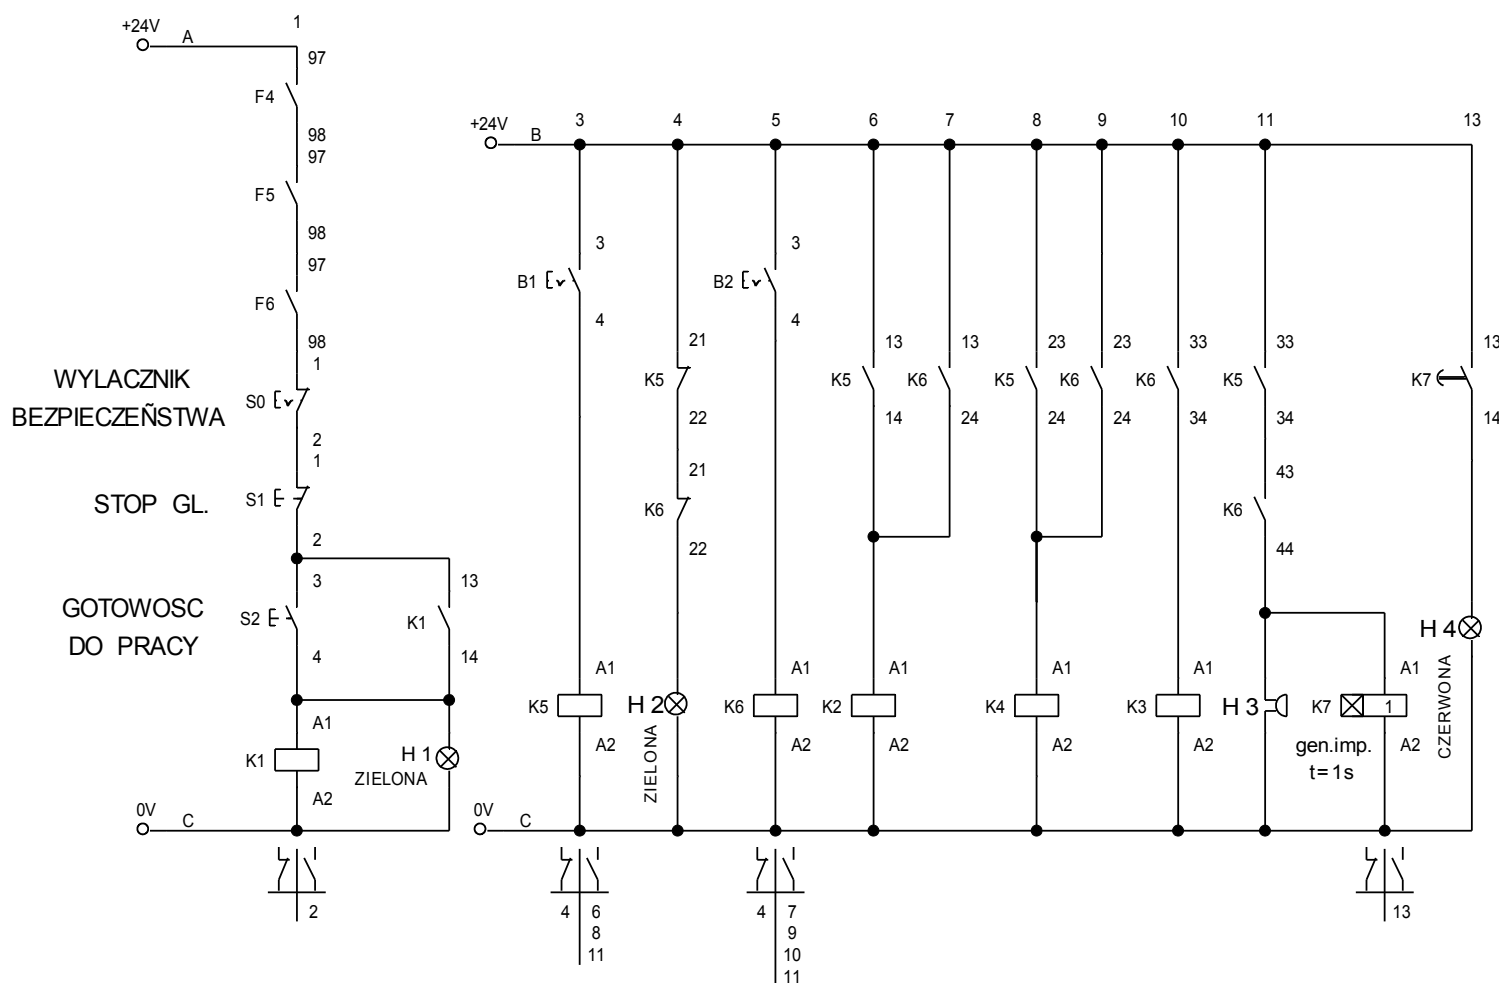 1
+24V
A
97
F4
98
97
F5
98
97
F6
98
1
WYLACZNIK
BEZPIECZEÑSTWA
S0
2
1
STOP GL.
S1
2
3
13
GOTOWOSC
DO PRACY
S2
K1
4
14
A1
K1
H 1
ZIELONA
A2
0V
C
2
+24V
B
3
4
5
6
7
8
9
10
11
13
3
3
B1
B2
4
4
21
13
13
23
23
33
33
13
K5
K5
K6
K5
K6
K6
K5
K7
22
14
24
24
24
34
34
14
21
43
K6
K6
22
44
H 4
CZERWONA
A1
A1
A1
A1
A1
A1
K5
H 2
ZIELONA
K6
K2
K4
K3
H 3
K7
1
A2
A2
A2
A2
A2
A2
gen.imp.
t=1s
0V
C
4
6
8
11
4
7
9
10
11
13